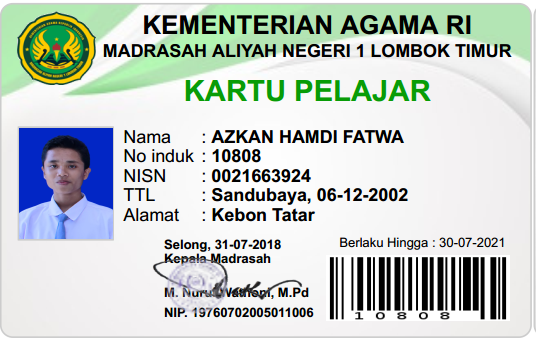 KEMENTERIAN AGAMA RI
MADRASAH ALIYAH NEGERI 1 LOMBOK TIMUR
KARTU PELAJAR
Nama : AZKAN HAMDI FATWA
No induk : 10808
NISN : 0021663924
TTL : Sandubaya, 06-12-2002
Alamat : Kebon Tatar
Selong, 31-07-2018
Kepala Madrasah
M. Nurul Wathoni, M.Pd
NIP. 19760702005011006
Berlaku Hingga : 30-07-2021
10808